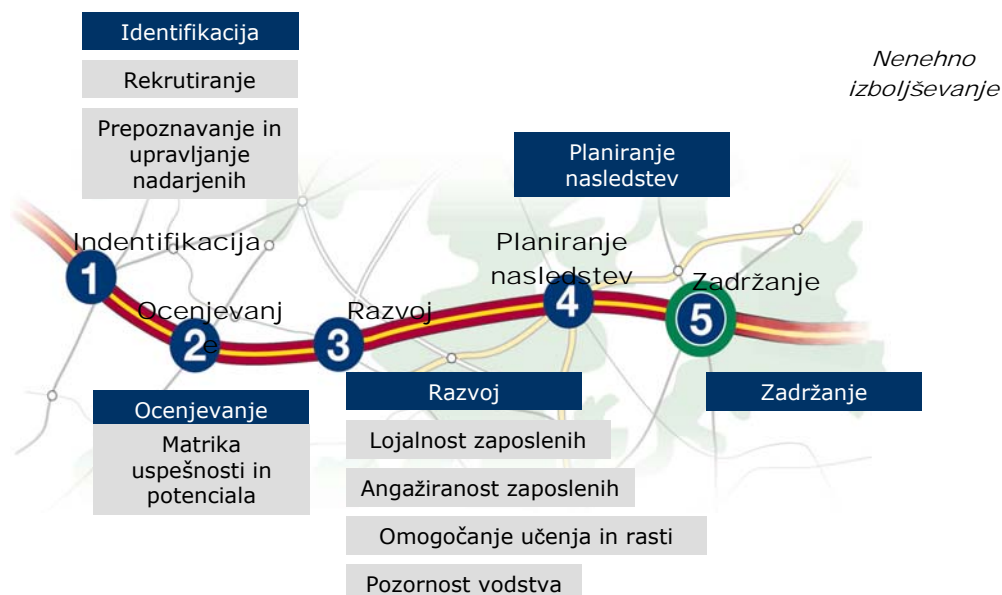 Identifikacija
Rekrutiranje
Prepoznavanje in
upravljanje
nadarjenih
Nenehno
izboljševanje
Planiranje
nasledstev
Indentifikacija
1
Ocenjevanj
e
2
Razvoj
3
Planiranje
nasledstev
4
Zadržanje
5
Ocenjevanje
Matrika
uspešnosti in
potenciala
Razvoj
Lojalnost zaposlenih
Angažiranost zaposlenih
Omogočanje učenja in rasti
Pozornost vodstva
Zadržanje